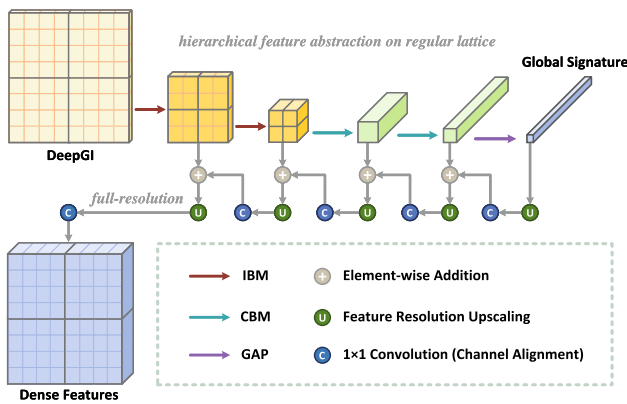 hierarchical feature abstraction on regular lattice
Global Signature
DeepGI
full-resolution
C
U
C
U
C
U
C
U
C
U
Dense Features
IBM
+ Element-wise Addition
CBM
U Feature Resolution Upscaling
GAP
C 1×1 Convolution (Channel Alignment)